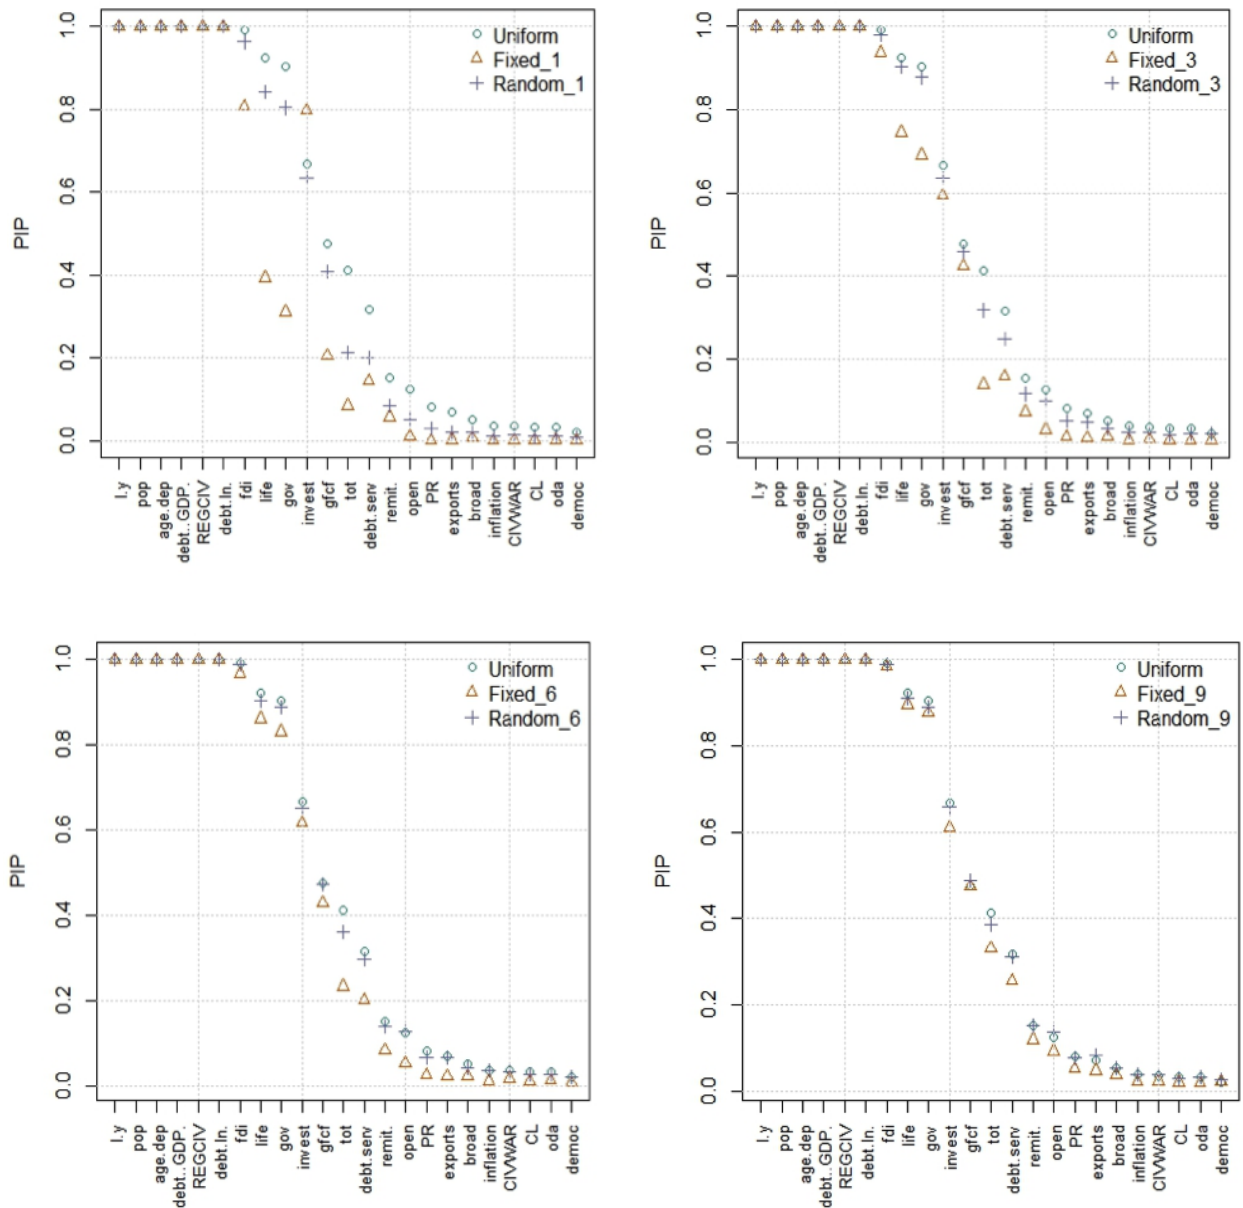 Uniform
Fixed_1
Random_1
PIP
1.0
0.8
0.6
0.4
0.2
0.0
l.y
pop
age.dep
debt..GDP.
REGCIV
debt.ln.
fdi
life
gov
invest
gfcf
tot
debt.serv
remit.
open
PR
exports
broad
inflation
CIVWAR
CL
oda
democ
Uniform
Fixed_3
Random_3
PIP
1.0
0.8
0.6
0.4
0.2
0.0
l.y
pop
age.dep
debt..GDP.
REGCIV
debt.ln.
fdi
life
gov
invest
gfcf
tot
debt.serv
remit.
open
PR
exports
broad
inflation
CIVWAR
CL
oda
democ
Uniform
Fixed_6
Random_6
PIP
1.0
0.8
0.6
0.4
0.2
0.0
l.y
pop
age.dep
debt..GDP.
REGCIV
debt.ln.
fdi
life
gov
invest
gfcf
tot
debt.serv
remit.
open
PR
exports
broad
inflation
CIVWAR
CL
oda
democ
Uniform
Fixed_9
Random_9
PIP
1.0
0.8
0.6
0.4
0.2
0.0
l.y
pop
age.dep
debt..GDP.
REGCIV
debt.ln.
fdi
life
gov
invest
gfcf
tot
debt.serv
remit.
open
PR
exports
broad
inflation
CIVWAR
CL
oda
democ